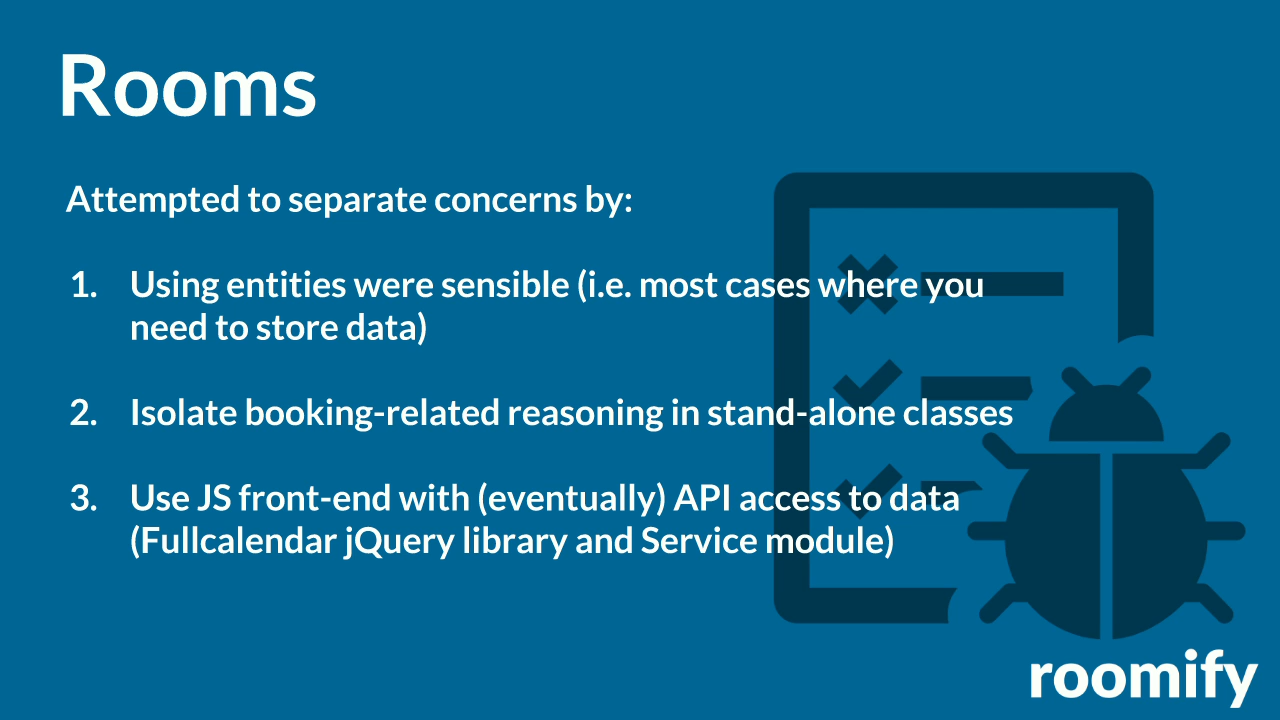 Rooms
Attempted to separate concerns by:
1. Using entities were sensible (i.e. most cases where you
need to store data)
2. Isolate booking-related reasoning in stand-alone classes
3. Use JS front-end with (eventually) API access to data
(Fullcalendar jQuery library and Service module)
roomify